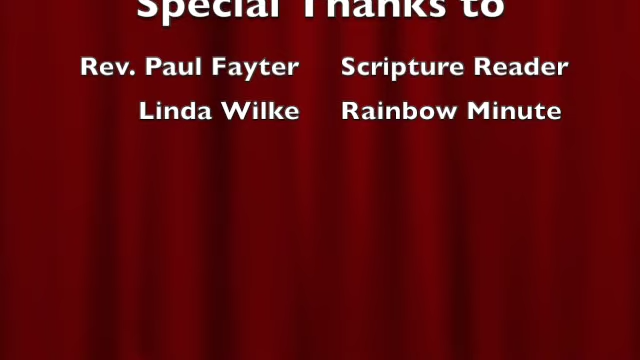 Special Thanks to
Rev. Paul Fayter Scripture Reader
Linda Wilke Rainbow Minute